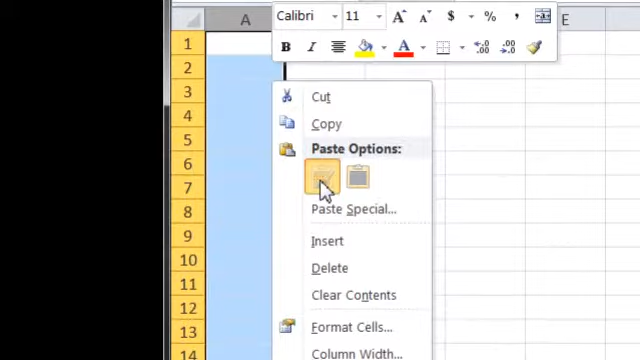 Calibri 11 A A $ % ,
A E
B I A
1
2
3 Cut
4 Copy
5 Paste Options:
6
7
8 Paste Special...
9 Insert
10 Delete
11 Clear Contents
12
13 Format Cells...
14 Column Width...